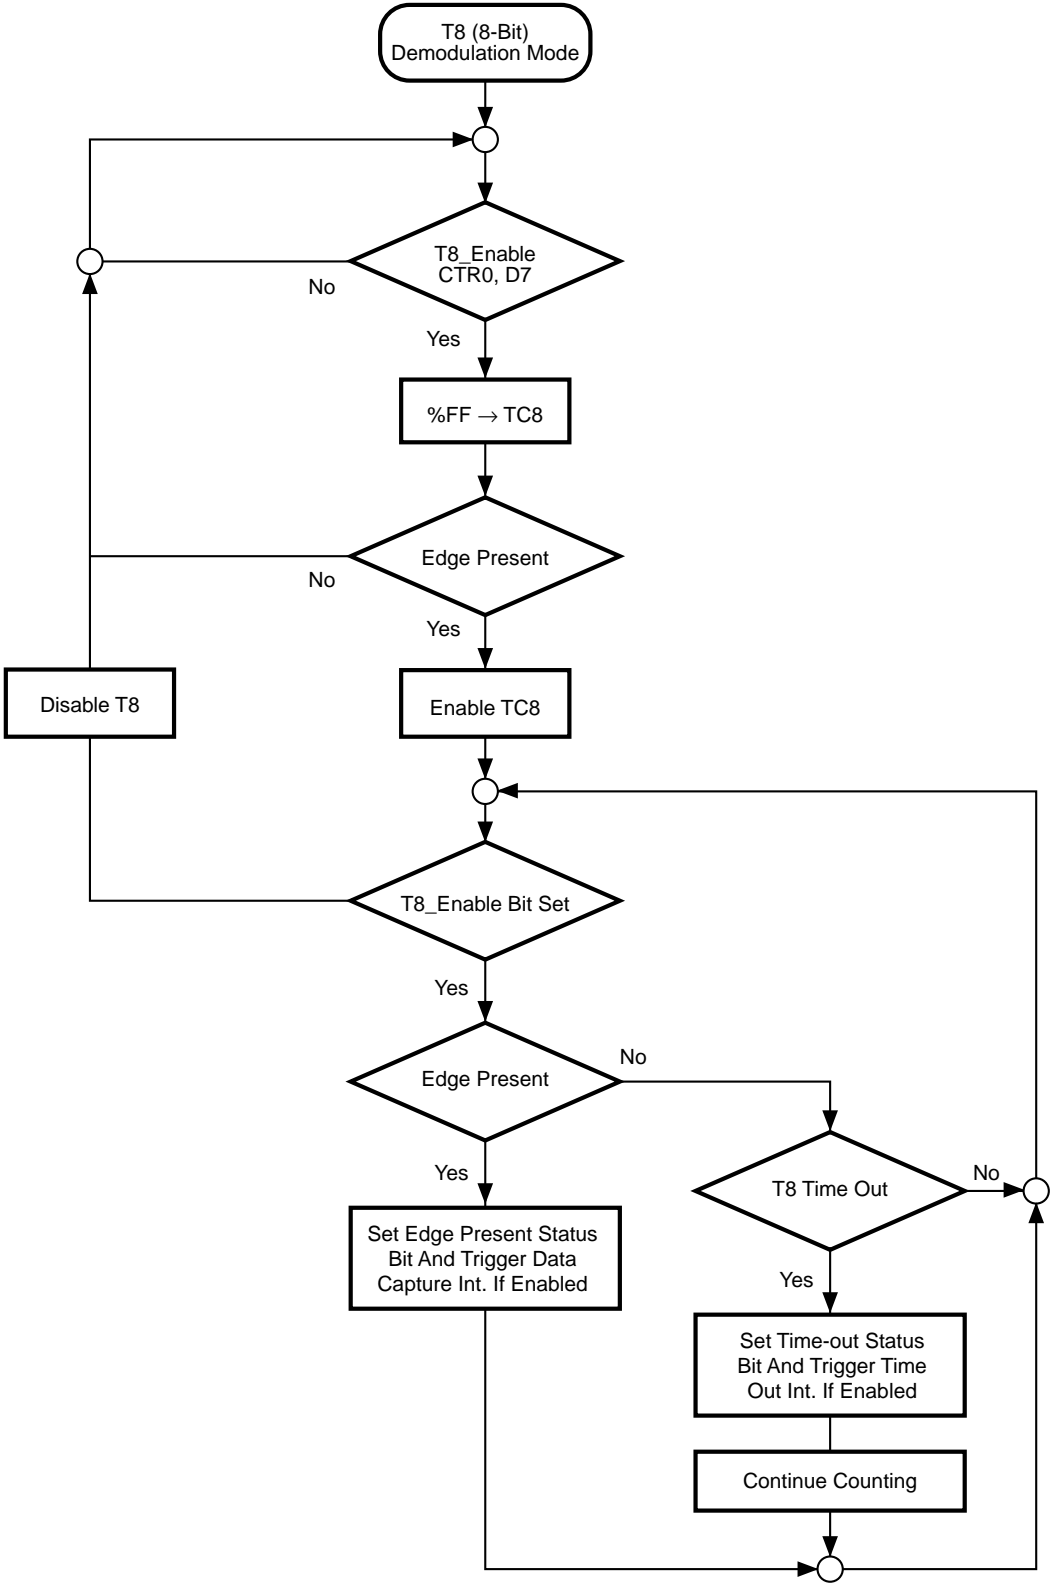 T8 (8-Bit)
Demodulation Mode
T8_Enable
CTR0, D7
No
Yes
%FF → TC8
Edge Present
No
Yes
Disable T8
Enable TC8
T8_Enable Bit Set
Yes
Edge Present
No
Yes
T8 Time Out
No
Set Edge Present Status
Bit And Trigger Data
Capture Int. If Enabled
Yes
Set Time-out Status
Bit And Trigger Time
Out Int. If Enabled
Continue Counting